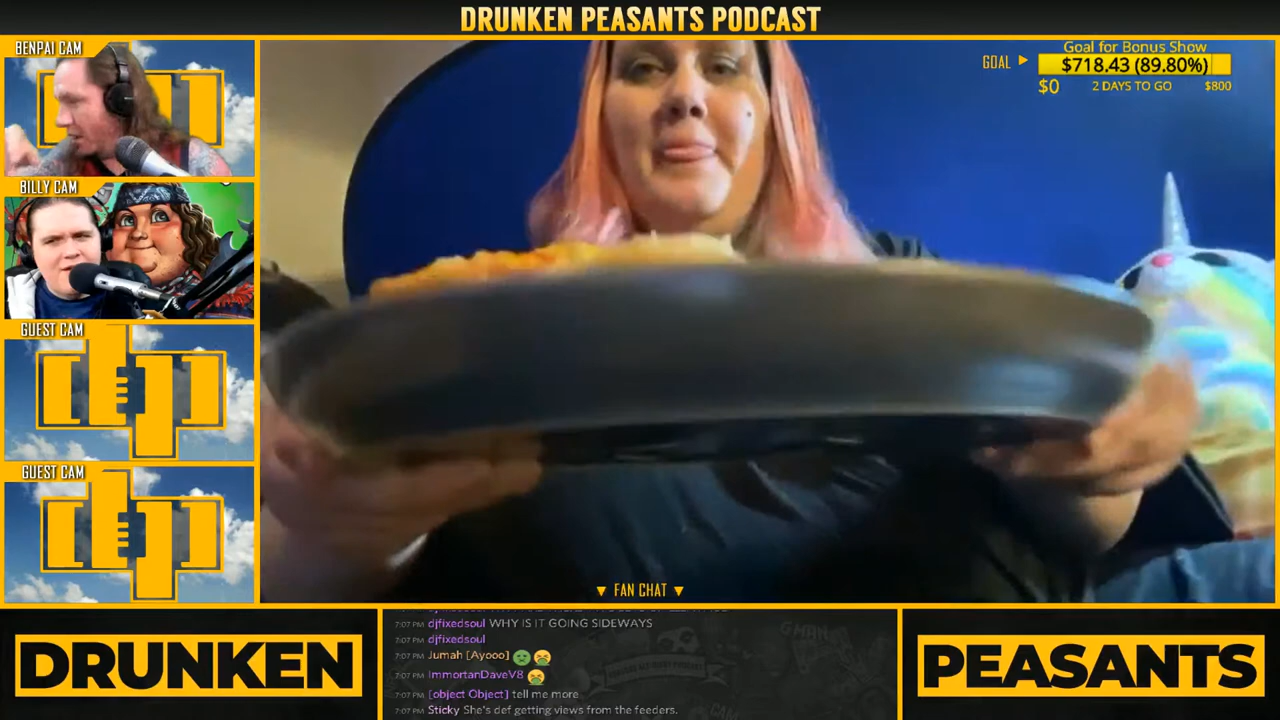 DRUNKEN PEASANTS PODCAST
BENPAI CAM
BILLY CAM
GUEST CAM
GUEST CAM
Goal for Bonus Show
GOAL
$718.43 (89.80%)
$0
2 DAYS TO GO
$800
▼ FAN CHAT ▼
7:07 PM djfixedsoul WHY IS IT GOING SIDEWAYS
7:07 PM djfixedsoul
7:07 PM Jumah [Ayooo] 🤢 🤮
7:07 PM ImmortanDaveV8 🤮
7:07 PM [object Object] tell me more
7:07 PM Sticky She's def getting views from the feeders.
DRUNKEN
PEASANTS